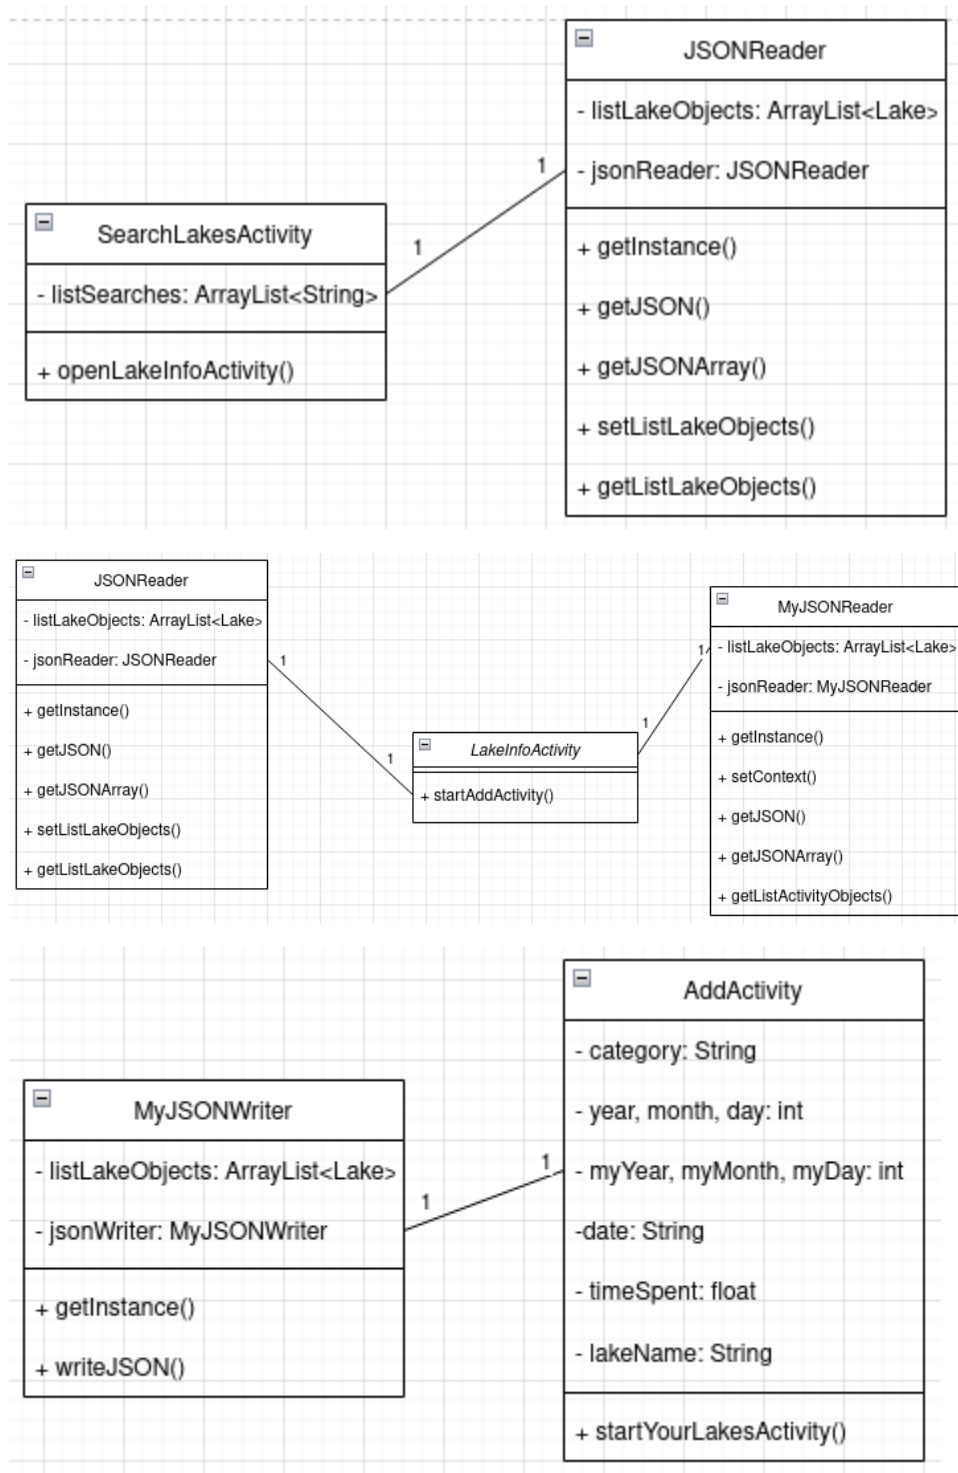 JSONReader
- listLakeObjects: ArrayList<Lake>
- jsonReader: JSONReader
+ getInstance()
+ getJSON()
+ getJSONArray()
+ setListLakeObjects()
+ getListLakeObjects()
1
1
SearchLakesActivity
- listSearches: ArrayList<String>
+ openLakeInfoActivity()
JSONReader
- listLakeObjects: ArrayList<Lake>
- jsonReader: JSONReader
+ getInstance()
+ getJSON()
+ getJSONArray()
+ setListLakeObjects()
+ getListLakeObjects()
1
1
LakeInfoActivity
+ startAddActivity()
1
1
MyJSONReader
- listLakeObjects: ArrayList<Lake>
- jsonReader: MyJSONReader
+ getInstance()
+ setContext()
+ getJSON()
+ getJSONArray()
+ getListActivityObjects()
MyJSONWriter
- listLakeObjects: ArrayList<Lake>
- jsonWriter: MyJSONWriter
+ getInstance()
+ writeJSON()
1
1
AddActivity
- category: String
- year, month, day: int
- myYear, myMonth, myDay: int
-date: String
- timeSpent: float
- lakeName: String
+ startYourLakesActivity()